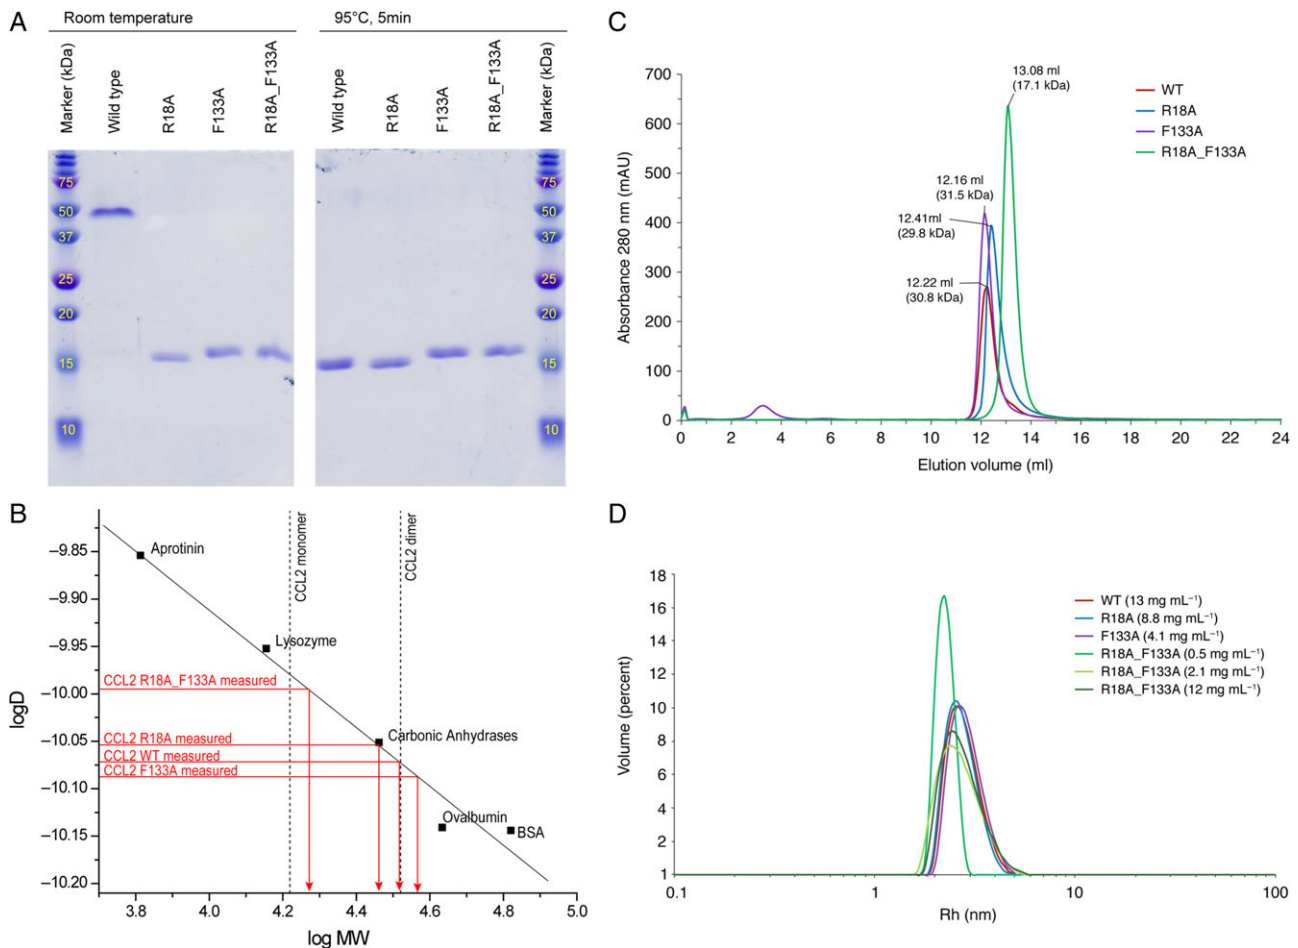 A
Room temperature
95°C, 5min
Marker (kDa)
Wild type
R18A
F133A
R18A_F133A
Wild type
R18A
F133A
R18A_F133A
Marker (kDa)
75
50
37
25
20
15
10
75
50
37
25
20
15
10
B
logD
–9.85
–9.90
–9.95
–10.00
–10.05
–10.10
–10.15
–10.20
Aprotinin
Lysozyme
CCL2 monomer
CCL2 dimer
CCL2 R18A_F133A measured
CCL2 R18A measured
CCL2 WT measured
CCL2 F133A measured
Carbonic Anhydrases
Ovalbumin
BSA
3.8 4.0 4.2 4.4 4.6 4.8 5.0
log MW
C
Absorbance 280 nm (mAU)
700
600
500
400
300
200
100
0
13.08 ml
(17.1 kDa)
12.16 ml
(31.5 kDa)
12.41ml
(29.8 kDa)
12.22 ml
(30.8 kDa)
WT
R18A
F133A
R18A_F133A
0 2 4 6 8 10 12 14 16 18 20 22 24
Elution volume (ml)
D
Volume (percent)
18
16
14
12
10
8
6
4
2
1
WT (13 mg mL⁻¹)
R18A (8.8 mg mL⁻¹)
F133A (4.1 mg mL⁻¹)
R18A_F133A (0.5 mg mL⁻¹)
R18A_F133A (2.1 mg mL⁻¹)
R18A_F133A (12 mg mL⁻¹)
0.1 1 10 100
Rh (nm)